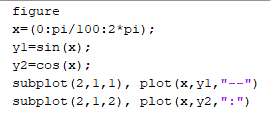 figure
x=(0:pi/100:2*pi);
y1=sin(x);
y2=cos(x);
subplot(2,1,1), plot(x,y1,"--")
subplot(2,1,2), plot(x,y2,":")